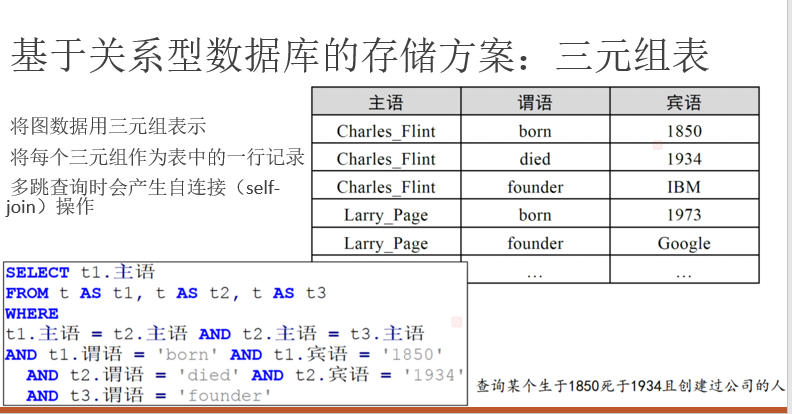 基于关系型数据库的存储方案：三元组表
将图数据用三元组表示
将每个三元组作为表中的一行记录
多跳查询时会产生自连接（self-
join）操作
主语 谓语 宾语
Charles_Flint born 1850
Charles_Flint died 1934
Charles_Flint founder IBM
Larry_Page born 1973
Larry_Page founder Google
… …
SELECT t1.主语
FROM t AS t1, t AS t2, t AS t3
WHERE
t1.主语 = t2.主语 AND t2.主语 = t3.主语
AND t1.谓语 = 'born' AND t1.宾语 = '1850'
AND t2.谓语 = 'died' AND t2.宾语 = '1934'
AND t3.谓语 = 'founder'
查询某个生于1850死于1934且创建过公司的人